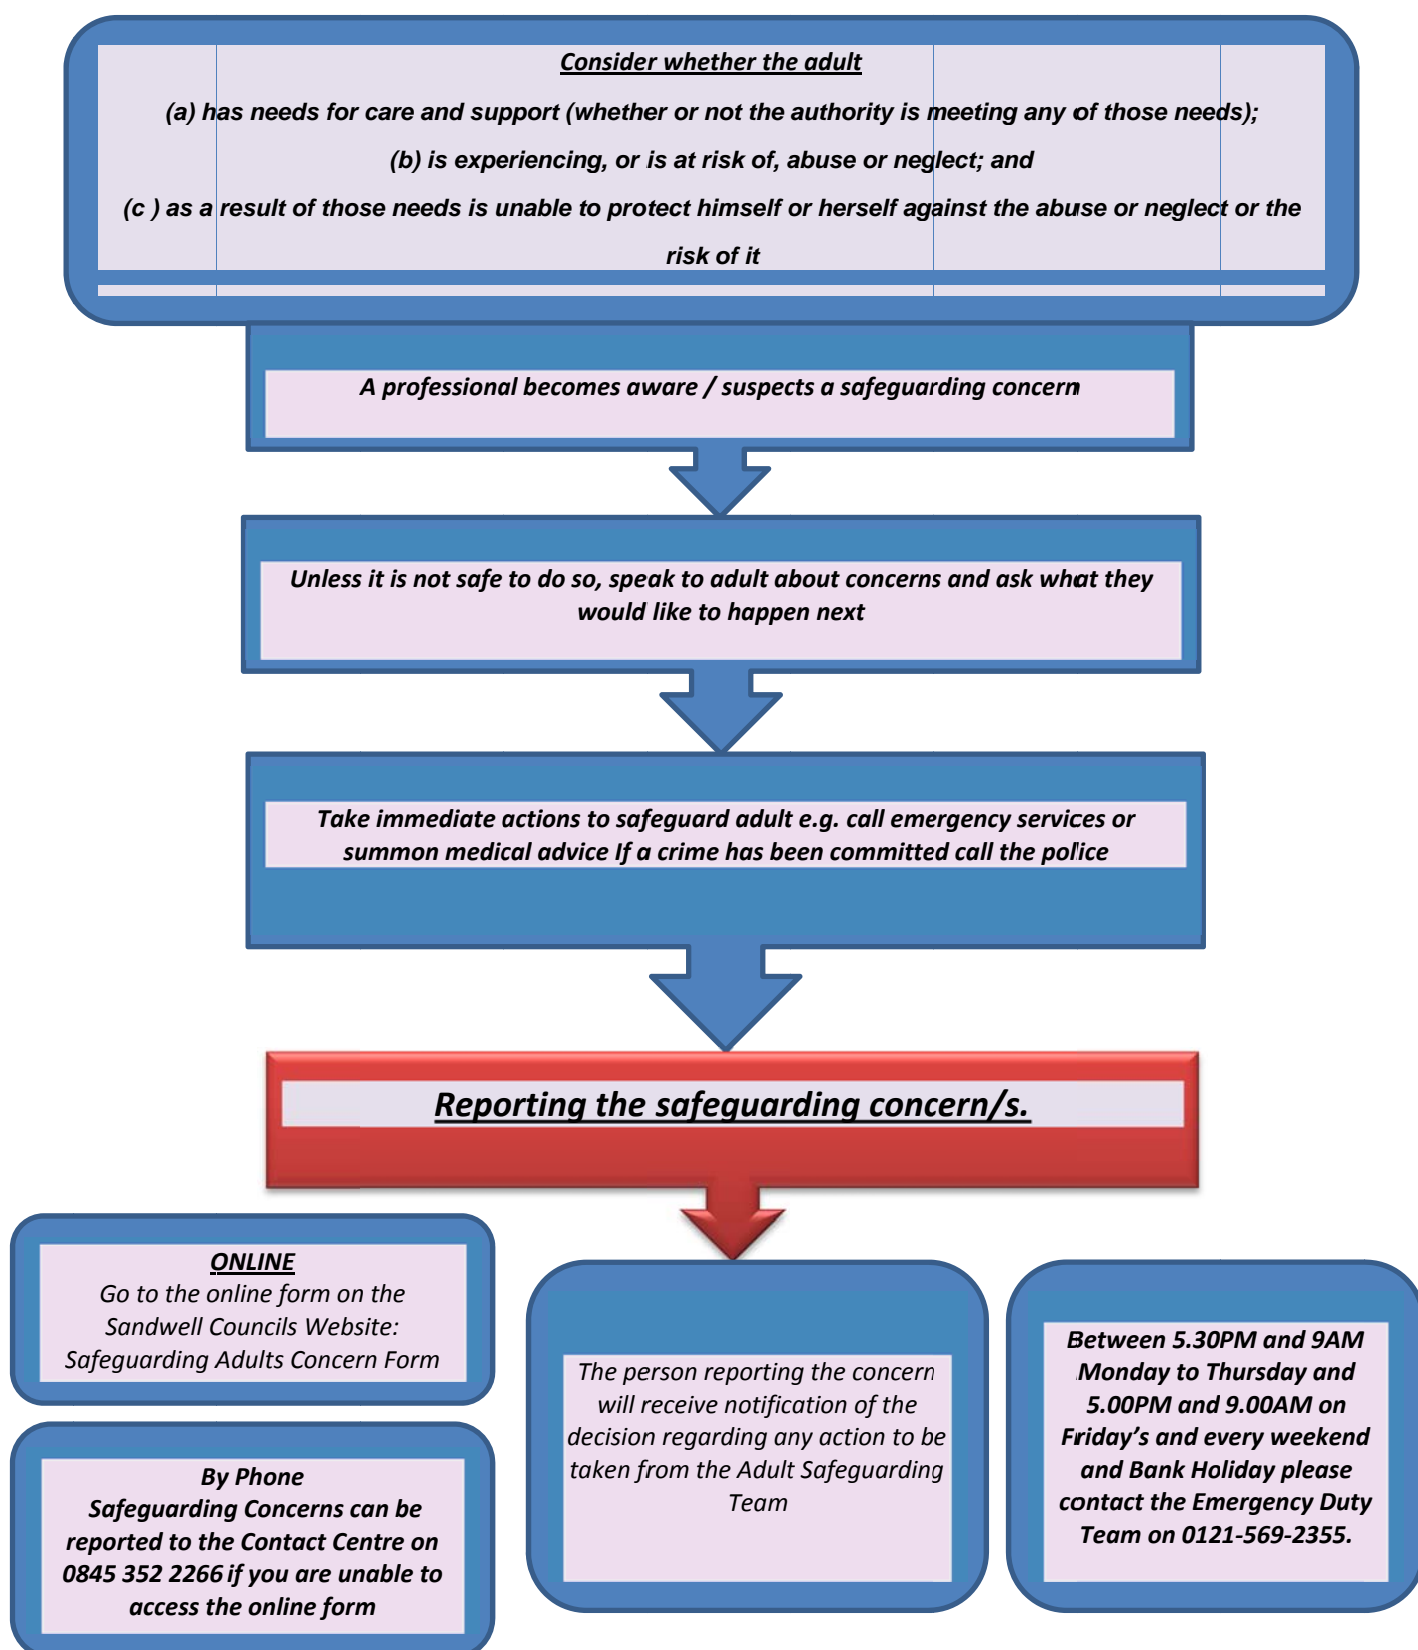 Consider whether the adult
(a) has needs for care and support (whether or not the authority is meeting any of those needs);
(b) is experiencing, or is at risk of, abuse or neglect; and
(c ) as a result of those needs is unable to protect himself or herself against the abuse or neglect or the
risk of it
A professional becomes aware / suspects a safeguarding concern
Unless it is not safe to do so, speak to adult about concerns and ask what they
would like to happen next
Take immediate actions to safeguard adult e.g. call emergency services or
summon medical advice If a crime has been committed call the police
Reporting the safeguarding concern/s.
ONLINE
Go to the online form on the
Sandwell Councils Website:
Safeguarding Adults Concern Form
By Phone
Safeguarding Concerns can be
reported to the Contact Centre on
0845 352 2266 if you are unable to
access the online form
The person reporting the concern
will receive notification of the
decision regarding any action to be
taken from the Adult Safeguarding
Team
Between 5.30PM and 9AM
Monday to Thursday and
5.00PM and 9.00AM on
Friday’s and every weekend
and Bank Holiday please
contact the Emergency Duty
Team on 0121-569-2355.